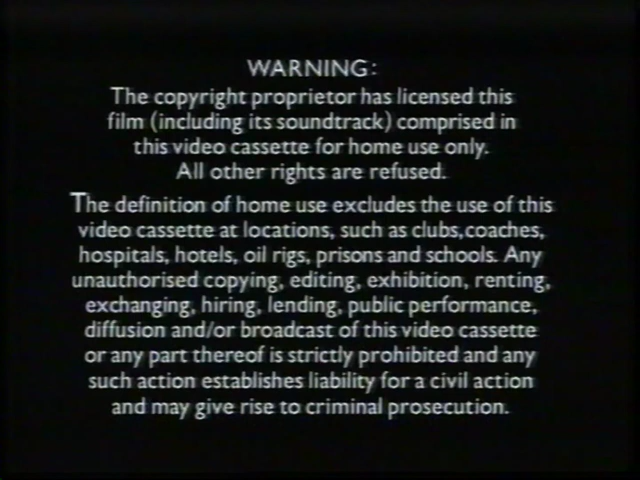 WARNING:
The copyright proprietor has licensed this
film (including its soundtrack) comprised in
this video cassette for home use only.
All other rights are refused.
The definition of home use excludes the use of this
video cassette at locations, such as clubs,coaches,
hospitals, hotels, oil rigs, prisons and schools. Any
unauthorised copying, editing, exhibition, renting,
exchanging, hiring, lending, public performance,
diffusion and/or broadcast of this video cassette
or any part thereof is strictly prohibited and any
such action establishes liability for a civil action
and may give rise to criminal prosecution.